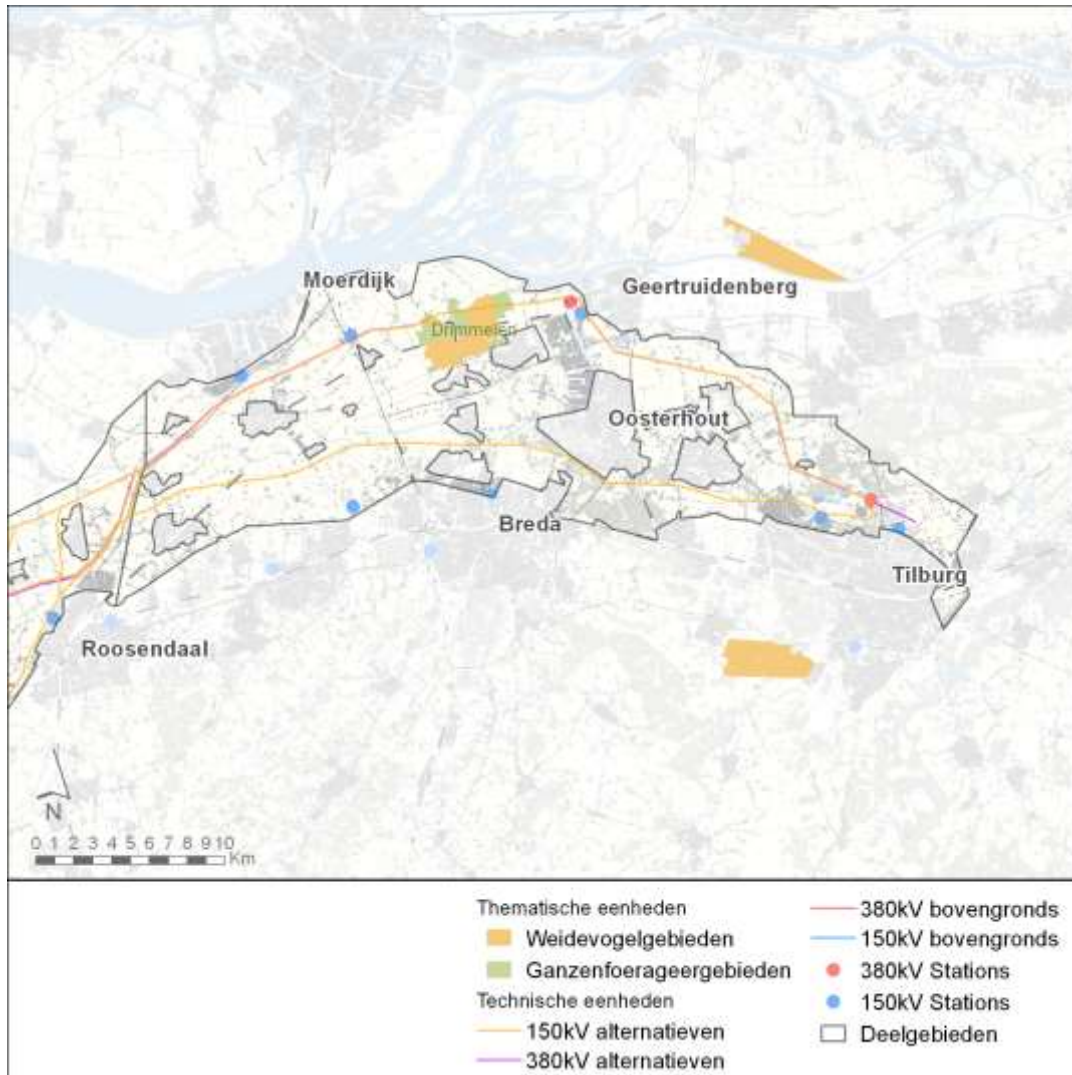 Moerdijk
Geertruidenberg
Drimmelen
Oosterhout
Breda
Tilburg
Roosendaal
N
0 1 2 3 4 5 6 7 8 9 10
Km
Thematische eenheden
Weidevogelgebieden
Ganzenfoerageergebieden
Technische eenheden
150kV alternatieven
380kV alternatieven
380kV bovengronds
150kV bovengronds
380kV Stations
150kV Stations
Deelgebieden